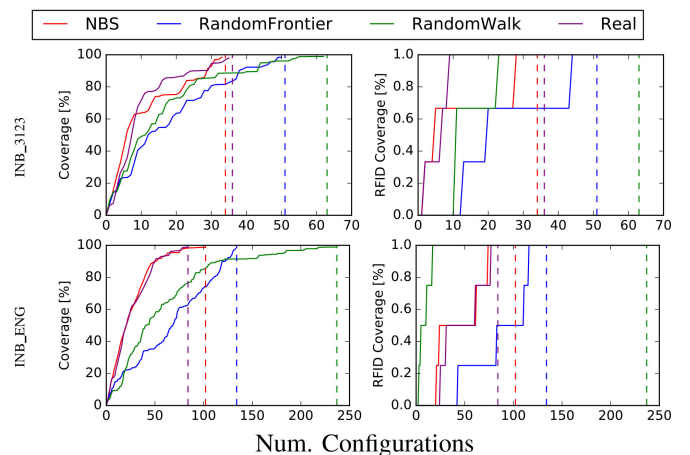 NBS RandomFrontier RandomWalk Real
INB_3123
Coverage [%]
100
80
60
40
20
0
0 10 20 30 40 50 60 70
RFID Coverage [%]
1.0
0.8
0.6
0.4
0.2
0.0
0 10 20 30 40 50 60 70
INB_ENG
Coverage [%]
100
80
60
40
20
0
0 50 100 150 200 250
RFID Coverage [%]
1.0
0.8
0.6
0.4
0.2
0.0
0 50 100 150 200 250
Num. Configurations